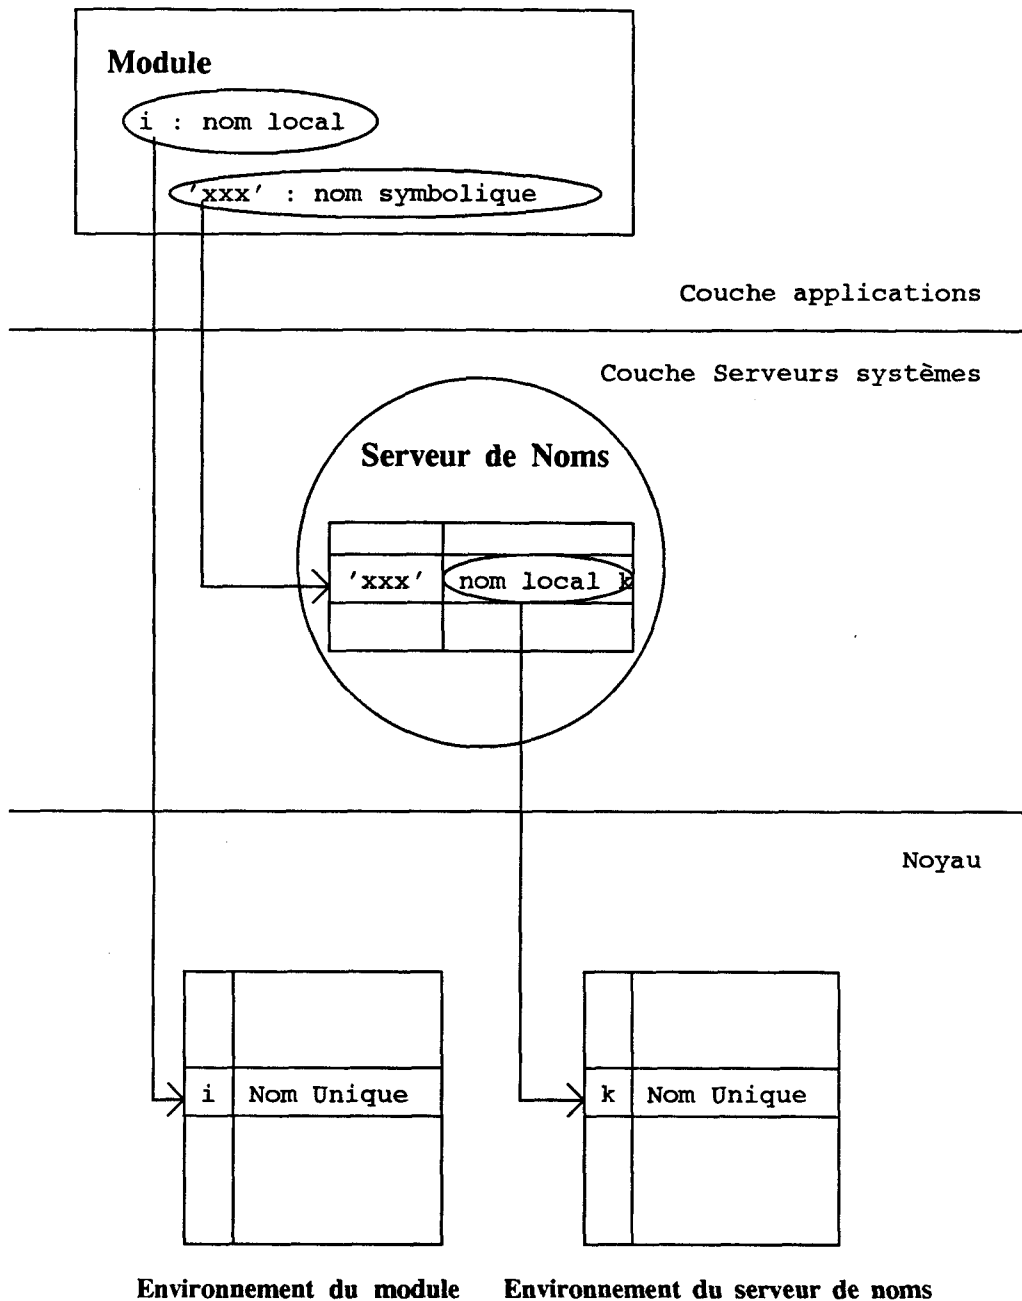 Module
i : nom local
'xxx' : nom symbolique
Couche applications
Couche Serveurs systèmes
Serveur de Noms
'xxx' nom local k
Noyau
i Nom Unique
k Nom Unique
Environnement du module
Environnement du serveur de noms